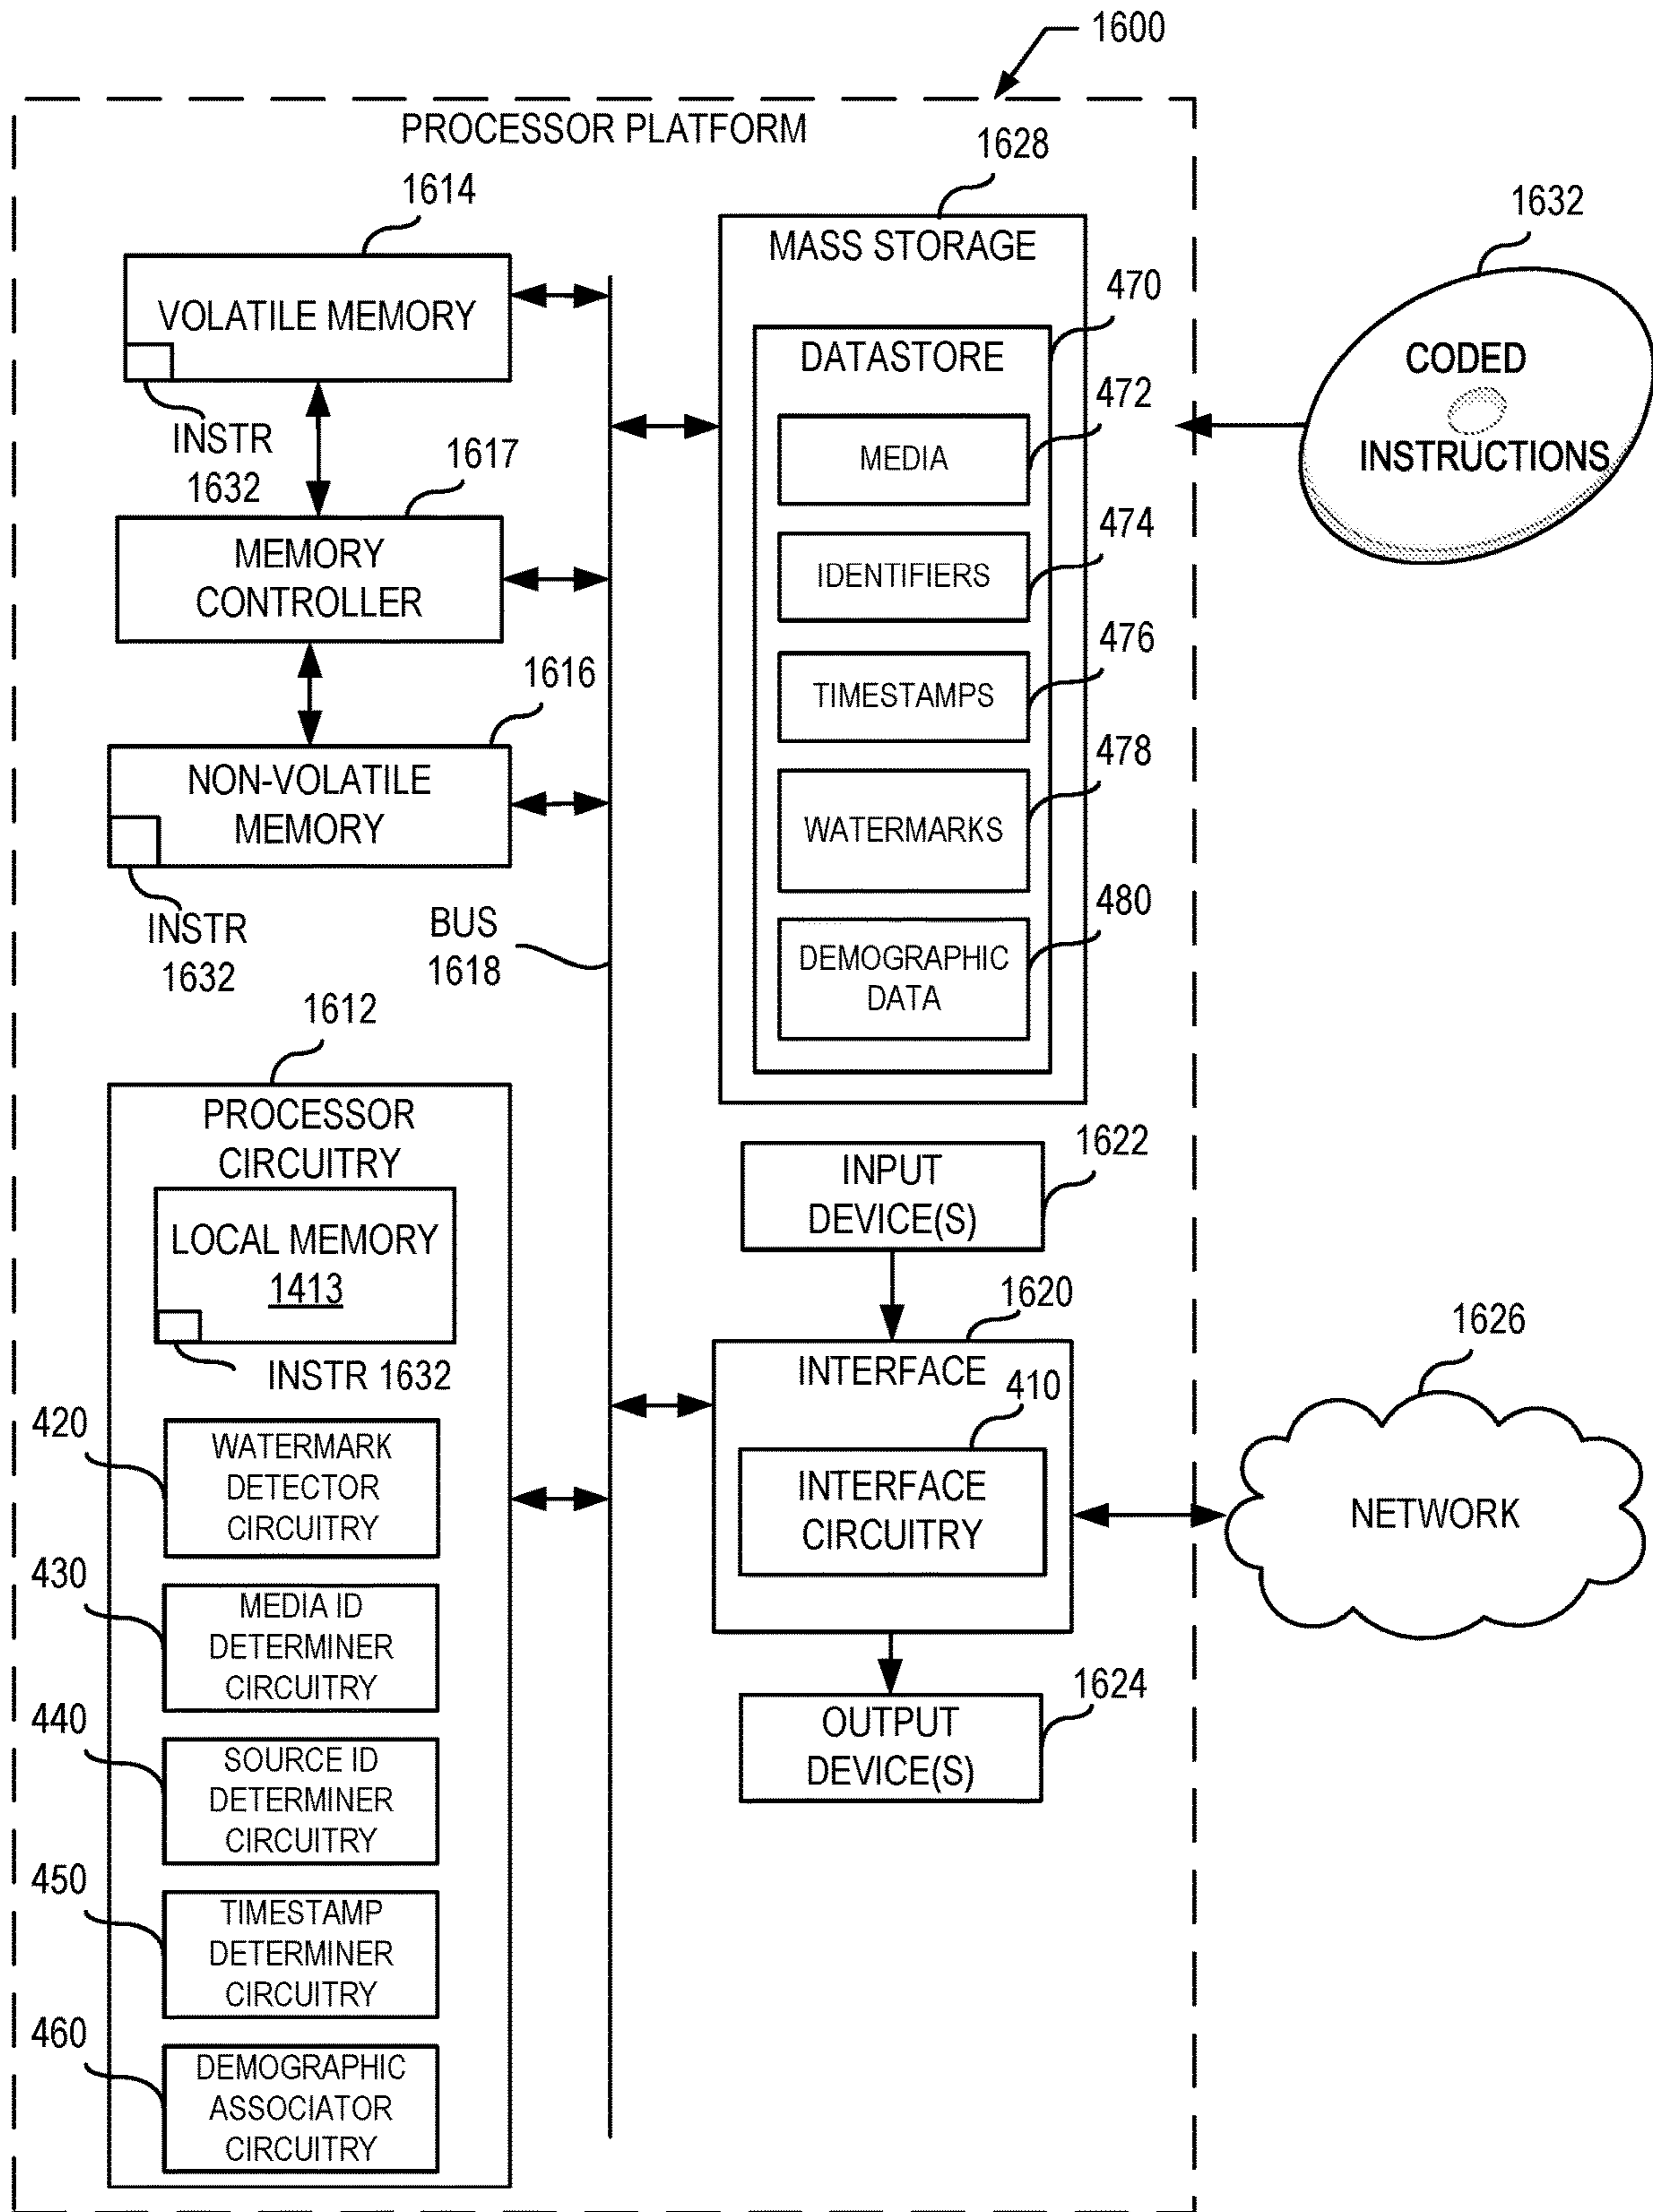 1600
PROCESSOR PLATFORM
1614
VOLATILE MEMORY
INSTR
1632
1617
MEMORY
CONTROLLER
1616
NON-VOLATILE
MEMORY
INSTR
1632
BUS
1618
1612
PROCESSOR
CIRCUITRY
LOCAL MEMORY
1413
INSTR 1632
420
WATERMARK
DETECTOR
CIRCUITRY
430
MEDIA ID
DETERMINER
CIRCUITRY
440
SOURCE ID
DETERMINER
CIRCUITRY
450
TIMESTAMP
DETERMINER
CIRCUITRY
460
DEMOGRAPHIC
ASSOCIATOR
CIRCUITRY
1628
MASS STORAGE
470
DATASTORE
472
MEDIA
474
IDENTIFIERS
476
TIMESTAMPS
478
WATERMARKS
480
DEMOGRAPHIC
DATA
1622
INPUT
DEVICE(S)
1620
INTERFACE
410
INTERFACE
CIRCUITRY
1624
OUTPUT
DEVICE(S)
1632
CODED
INSTRUCTIONS
1626
NETWORK